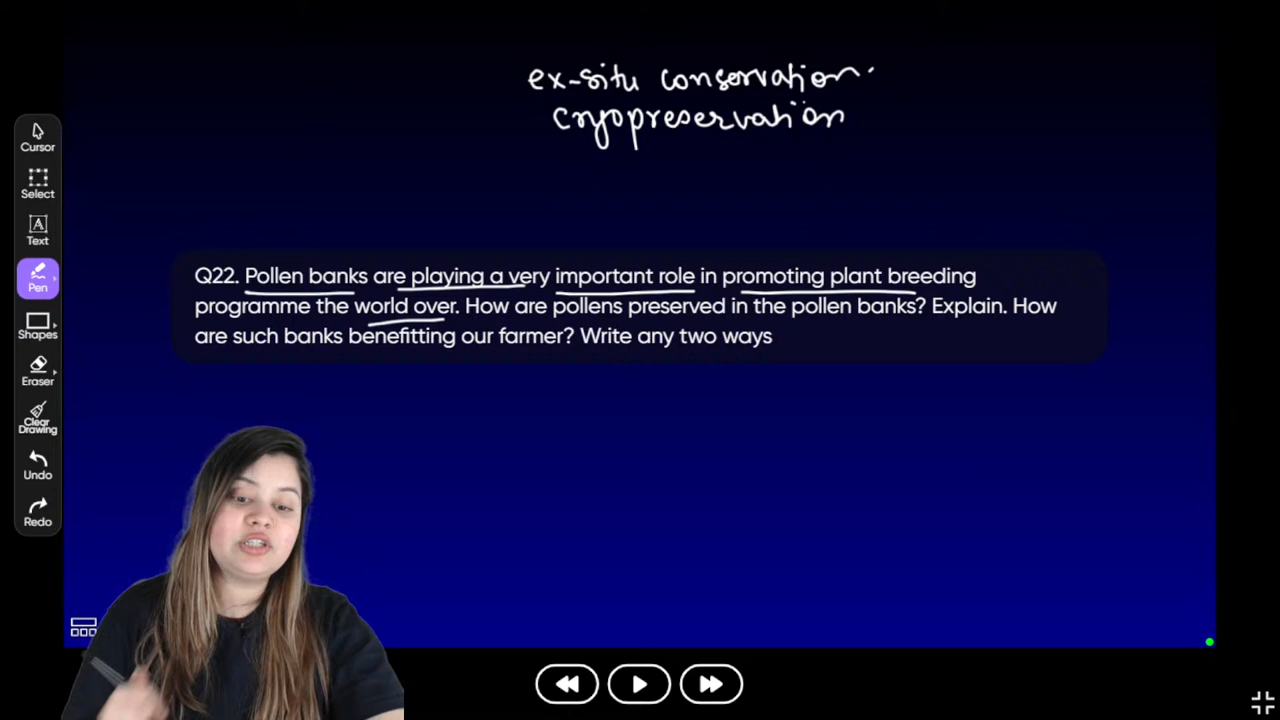 ex-situ conservation.
cryopreservation
Cursor
Select
Text
Pen
Shapes
Eraser
Clear
Drawing
Undo
Redo
Q22. Pollen banks are playing a very important role in promoting plant breeding
programme the world over. How are pollens preserved in the pollen banks? Explain. How
are such banks benefitting our farmer? Write any two ways